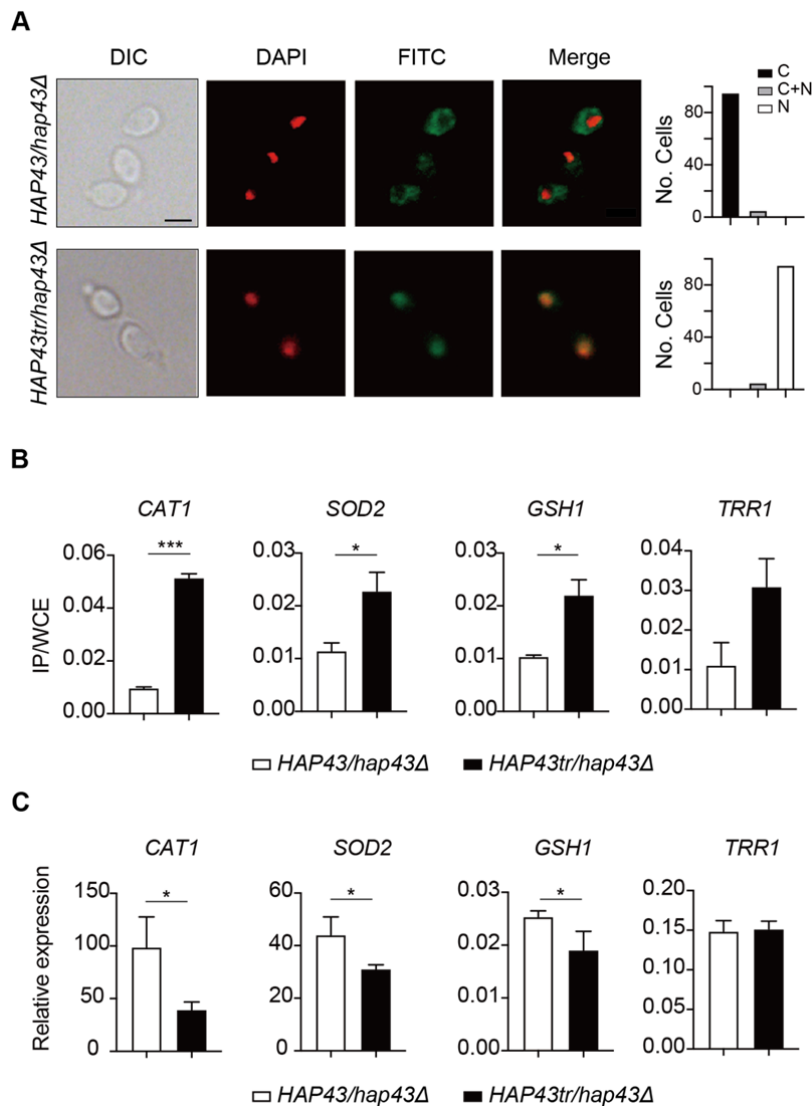 A
DIC DAPI FITC Merge
C
C+N
N
HAP43/hap43Δ
No. Cells
80
40
0
HAP43tr/hap43Δ
No. Cells
80
40
0
B
CAT1 SOD2 GSH1 TRR1
IP/WCE
0.06
0.04
0.02
0.00
***
0.03
0.02
0.01
0.00
*
0.03
0.02
0.01
0.00
*
0.04
0.03
0.02
0.01
0.00
HAP43/hap43Δ HAP43tr/hap43Δ
C
CAT1 SOD2 GSH1 TRR1
Relative expression
150
100
50
0
*
60
40
20
0
*
0.03
0.02
0.01
0.00
*
0.20
0.15
0.10
0.05
0.00
HAP43/hap43Δ HAP43tr/hap43Δ